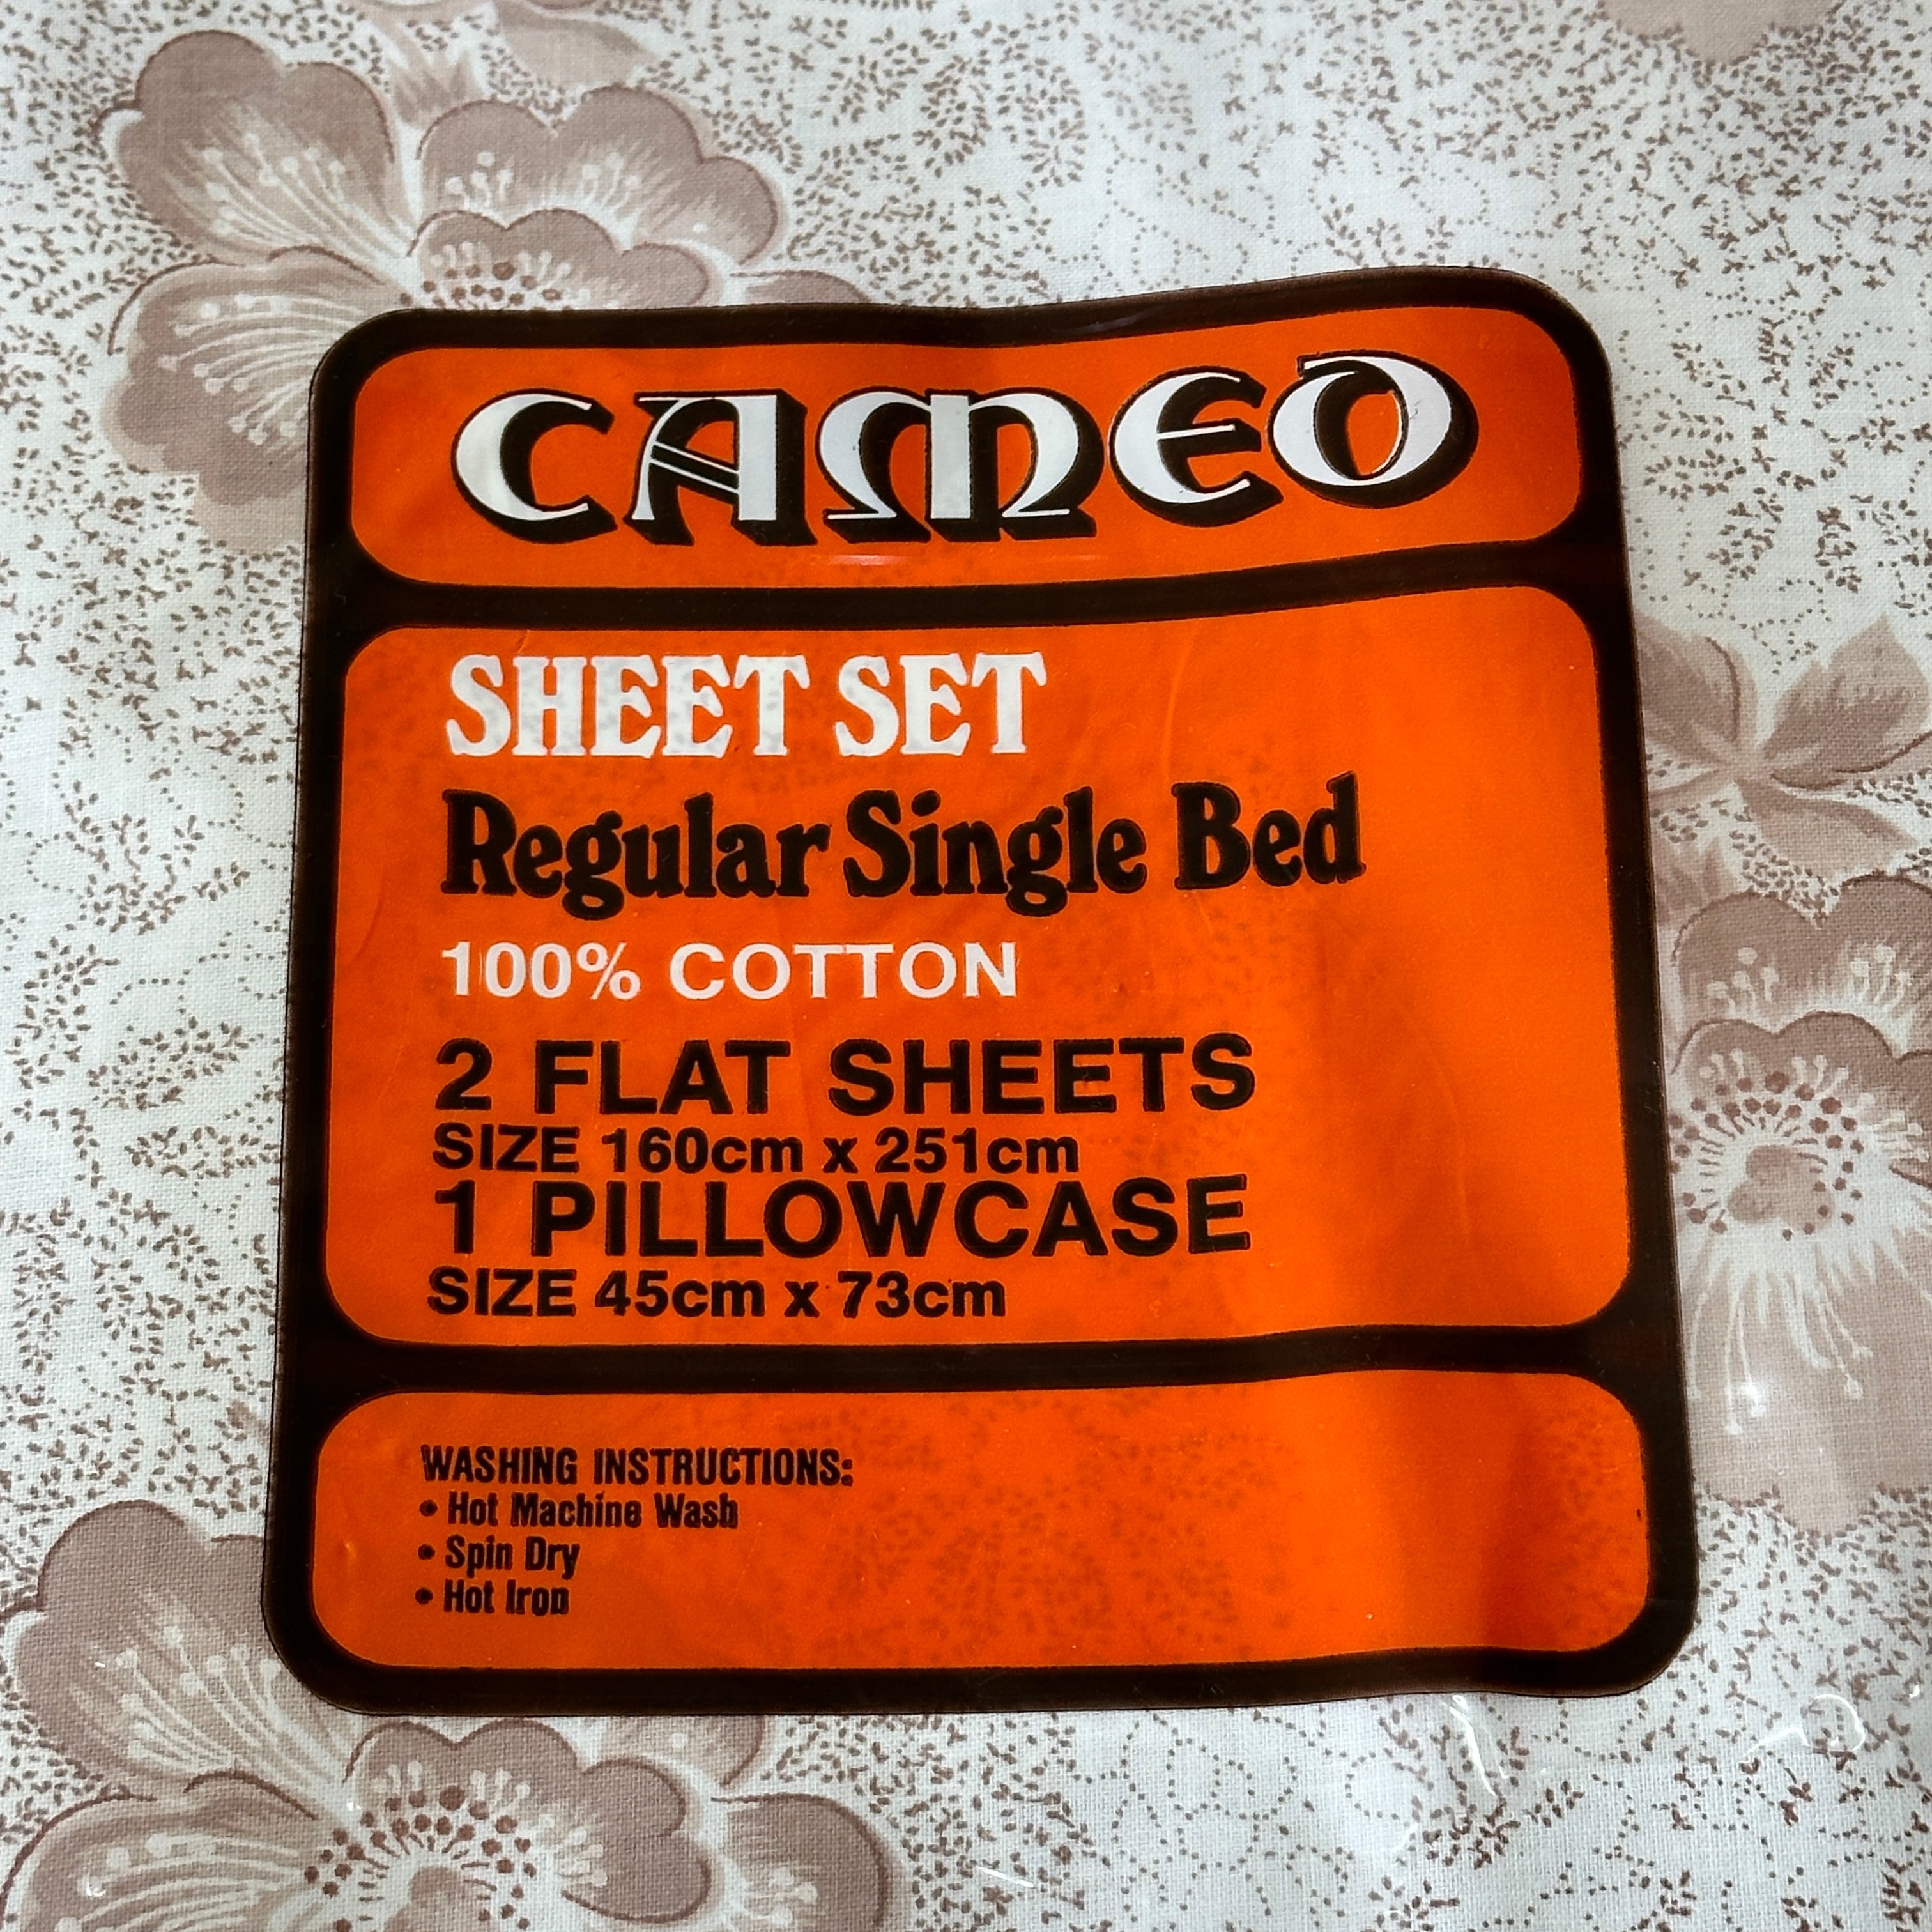 CAMEO
SHEET SET
Regular Single Bed
100% COTTON
2 FLAT SHEETS
SIZE 160cm x 251cm
1 PILLOWCASE
SIZE 45cm x 73cm
WASHING INSTRUCTIONS:
• Hot Machine Wash
• Spin Dry
• Hot Iron